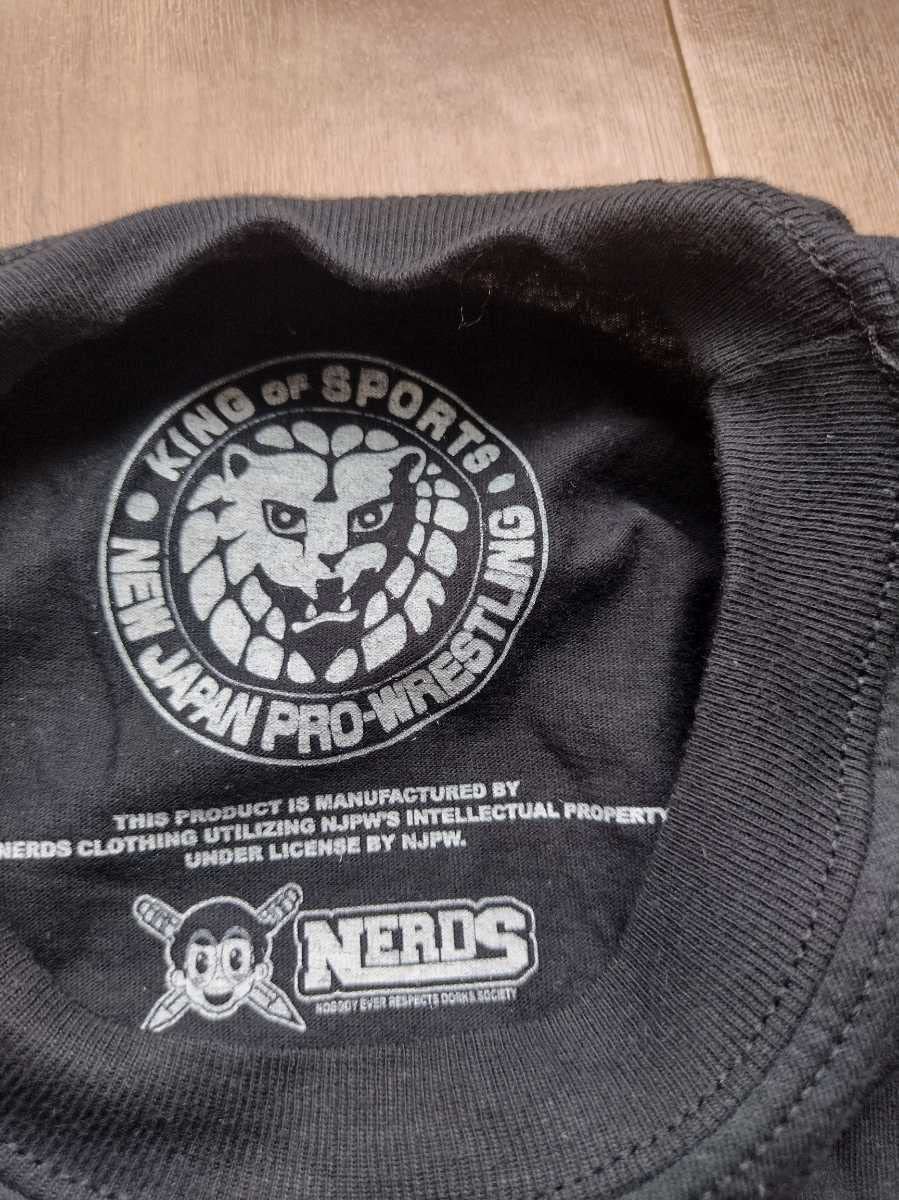 KING OF SPORTS
NEW JAPAN PRO-WRESTLING
THIS PRODUCT IS MANUFACTURED BY
NERDS CLOTHING UTILIZING NJPW'S INTELLECTUAL PROPERTY
UNDER LICENSE BY NJPW.
NERDS
NOBODY EVER RESPECTS DORKS SOCIETY